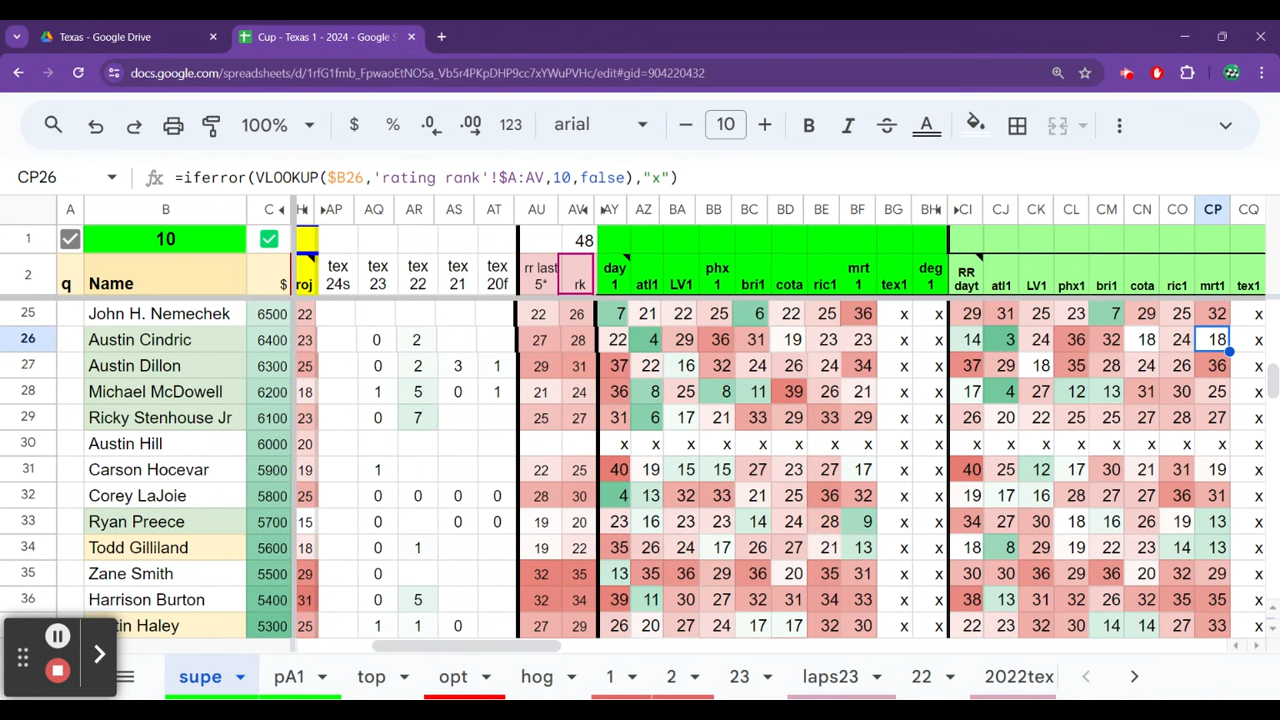 Texas - Google Drive
Cup - Texas 1 - 2024 - Google S
docs.google.com/spreadsheets/d/1rfG1fmb_FpwaoEtNO5a_Vb5r4PKpDHP9cc7xYWuPVHc/edit#gid=904220432
100% $ % .0 .00 123 arial 10 B I A
CP26 =iferror(VLOOKUP($B26,'rating rank'!$A:AV,10,false),"x")
A B C H AP AQ AR AS AT AU AV AY AZ BA BB BC BD BE BF BG BH CI CJ CK CL CM CN CO CP CQ
1 10 48
2 q Name $ roj tex 24s tex 23 tex 22 tex 21 tex 20f rr last 5* rk day 1 atl1 LV1 phx 1 bri1 cota ric1 mrt 1 tex1 deg 1 RR dayt atl1 LV1 phx1 bri1 cota ric1 mrt1 tex1
25 John H. Nemechek 6500 22 22 26 7 21 22 25 6 22 25 36 x x 29 31 25 23 7 29 25 32 x
26 Austin Cindric 6400 23 0 2 27 28 22 4 29 36 31 19 23 23 x x 14 3 24 36 32 18 24 18 x
27 Austin Dillon 6300 25 0 2 3 1 29 31 37 22 16 32 24 26 24 34 x x 37 29 18 35 28 24 26 36 x
28 Michael McDowell 6200 18 1 5 0 1 21 24 36 8 25 8 11 39 26 21 x x 17 4 27 12 13 31 30 25 x
29 Ricky Stenhouse Jr 6100 23 0 7 25 27 31 6 17 21 33 29 33 29 x x 26 20 22 25 25 27 28 27 x
30 Austin Hill 6000 20 x x x x x x x x x x x x x x x x x x x
31 Carson Hocevar 5900 19 1 22 25 40 19 15 15 27 23 27 17 x x 40 25 12 17 30 21 31 19 x
32 Corey LaJoie 5800 25 0 0 0 0 28 30 4 13 32 33 21 25 36 32 x x 19 17 16 28 27 27 36 31 x
33 Ryan Preece 5700 15 0 0 0 19 20 23 16 23 23 14 24 28 9 x x 34 27 30 18 16 26 19 13 x
34 Todd Gilliland 5600 18 0 1 19 22 35 26 24 17 26 27 21 13 x x 18 8 29 19 22 23 14 13 x
35 Zane Smith 5500 29 0 32 35 13 35 36 29 36 20 35 31 x x 30 30 36 29 36 20 32 29 x
36 Harrison Burton 5400 31 0 5 32 34 39 11 30 27 32 31 34 33 x x 38 13 31 32 26 32 35 35 x
tin Haley 5300 25 1 1 0 27 29 26 20 27 24 17 17 32 30 x x 22 23 32 30 14 14 27 33 x
supe pA1 top opt hog 1 2 23 laps23 22 2022tex